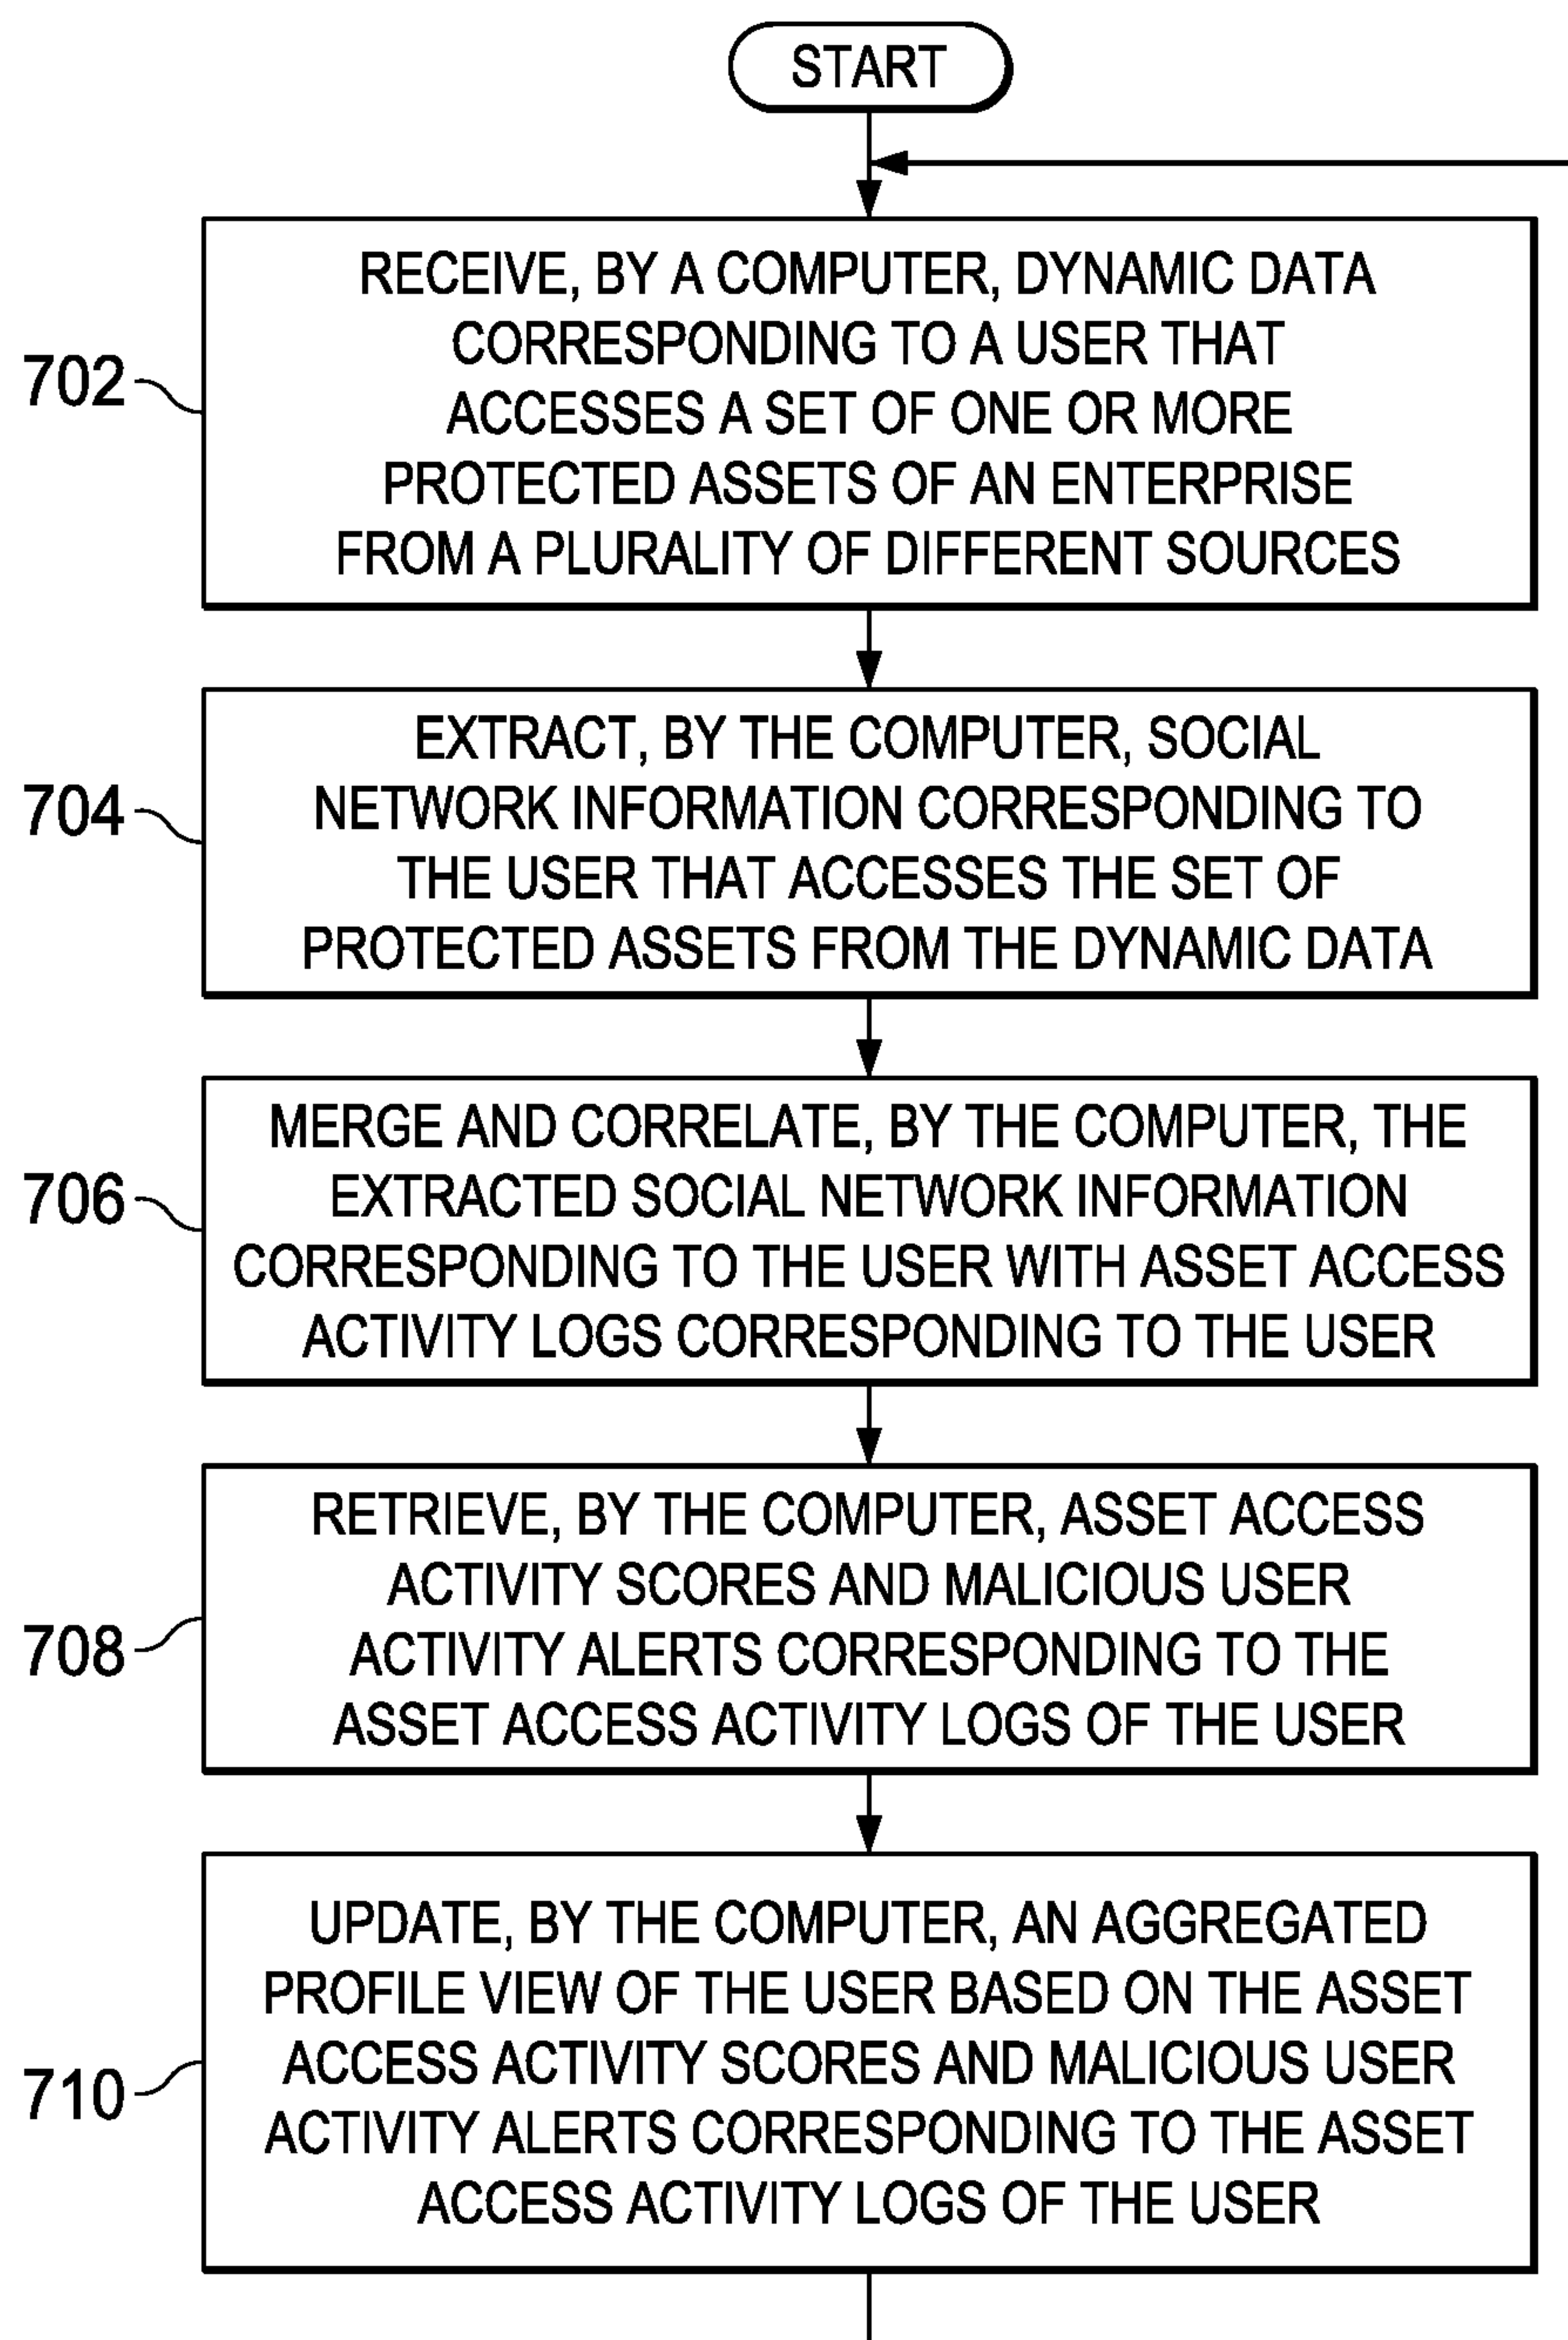 START
702
RECEIVE, BY A COMPUTER, DYNAMIC DATA
CORRESPONDING TO A USER THAT
ACCESSES A SET OF ONE OR MORE
PROTECTED ASSETS OF AN ENTERPRISE
FROM A PLURALITY OF DIFFERENT SOURCES
704
EXTRACT, BY THE COMPUTER, SOCIAL
NETWORK INFORMATION CORRESPONDING TO
THE USER THAT ACCESSES THE SET OF
PROTECTED ASSETS FROM THE DYNAMIC DATA
706
MERGE AND CORRELATE, BY THE COMPUTER, THE
EXTRACTED SOCIAL NETWORK INFORMATION
CORRESPONDING TO THE USER WITH ASSET ACCESS
ACTIVITY LOGS CORRESPONDING TO THE USER
708
RETRIEVE, BY THE COMPUTER, ASSET ACCESS
ACTIVITY SCORES AND MALICIOUS USER
ACTIVITY ALERTS CORRESPONDING TO THE
ASSET ACCESS ACTIVITY LOGS OF THE USER
710
UPDATE, BY THE COMPUTER, AN AGGREGATED
PROFILE VIEW OF THE USER BASED ON THE ASSET
ACCESS ACTIVITY SCORES AND MALICIOUS USER
ACTIVITY ALERTS CORRESPONDING TO THE ASSET
ACCESS ACTIVITY LOGS OF THE USER